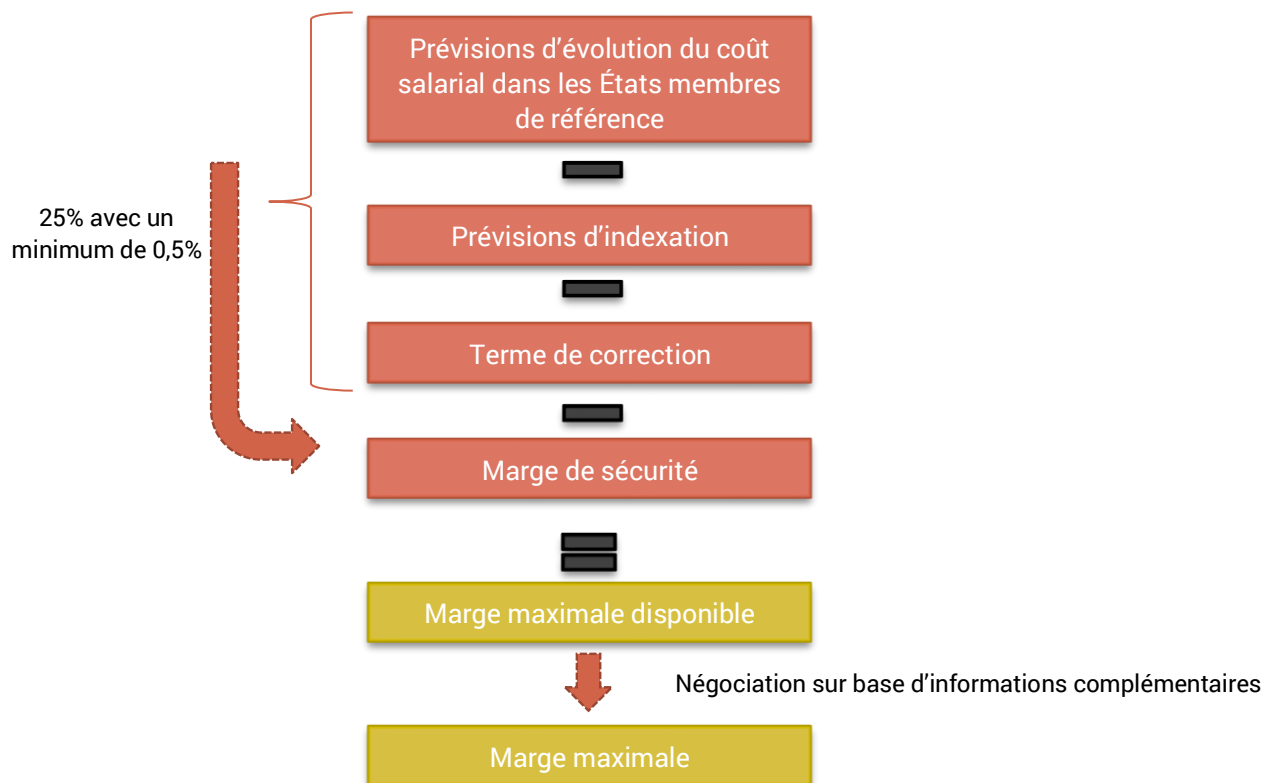 Prévisions d'évolution du coût
salarial dans les États membres
de référence
25% avec un
minimum de 0,5%
Prévisions d'indexation
Terme de correction
Marge de sécurité
Marge maximale disponible
Négociation sur base d'informations complémentaires
Marge maximale